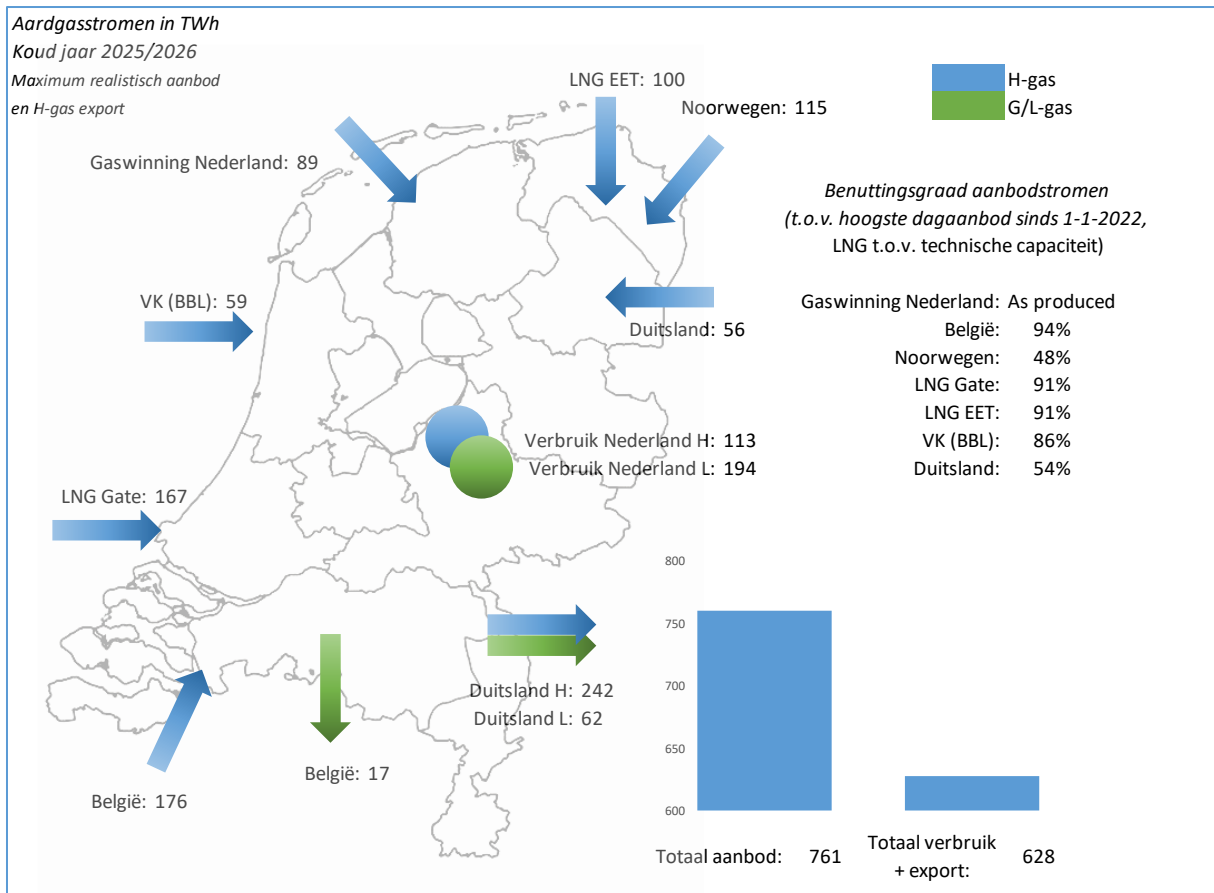 Aardgasstromen in TWh
Koud jaar 2025/2026
Maximum realistisch aanbod
en H-gas export
LNG EET: 100
Noorwegen: 115
H-gas
G/L-gas
Gaswinning Nederland: 89
Benuttingsgraad aanbodstromen
(t.o.v. hoogste dagaanbod sinds 1-1-2022,
LNG t.o.v. technische capaciteit)
VK (BBL): 59
Duitsland: 56
Gaswinning Nederland: As produced
België: 94%
Noorwegen: 48%
LNG Gate: 91%
LNG EET: 91%
VK (BBL): 86%
Duitsland: 54%
Verbruik Nederland H: 113
Verbruik Nederland L: 194
LNG Gate: 167
Duitsland H: 242
Duitsland L: 62
België: 17
België: 176
800
750
700
650
600
Totaal aanbod: 761
Totaal verbruik
+ export: 628